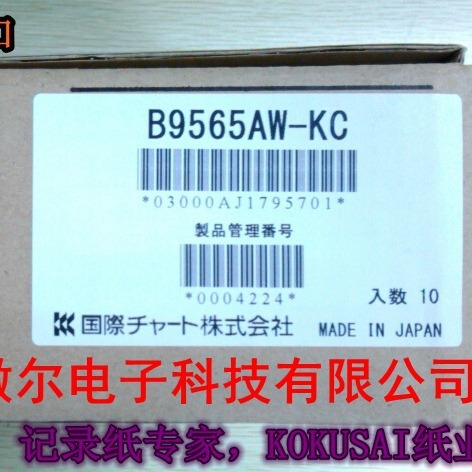 回
B9565AW-KC
*03000AJ1795701*
製品管理番号
*0004224*
入数 10
国際チャート株式会社 MADE IN JAPAN
尔电子科技有限公司
记录纸专家，KOKUSAI纸业